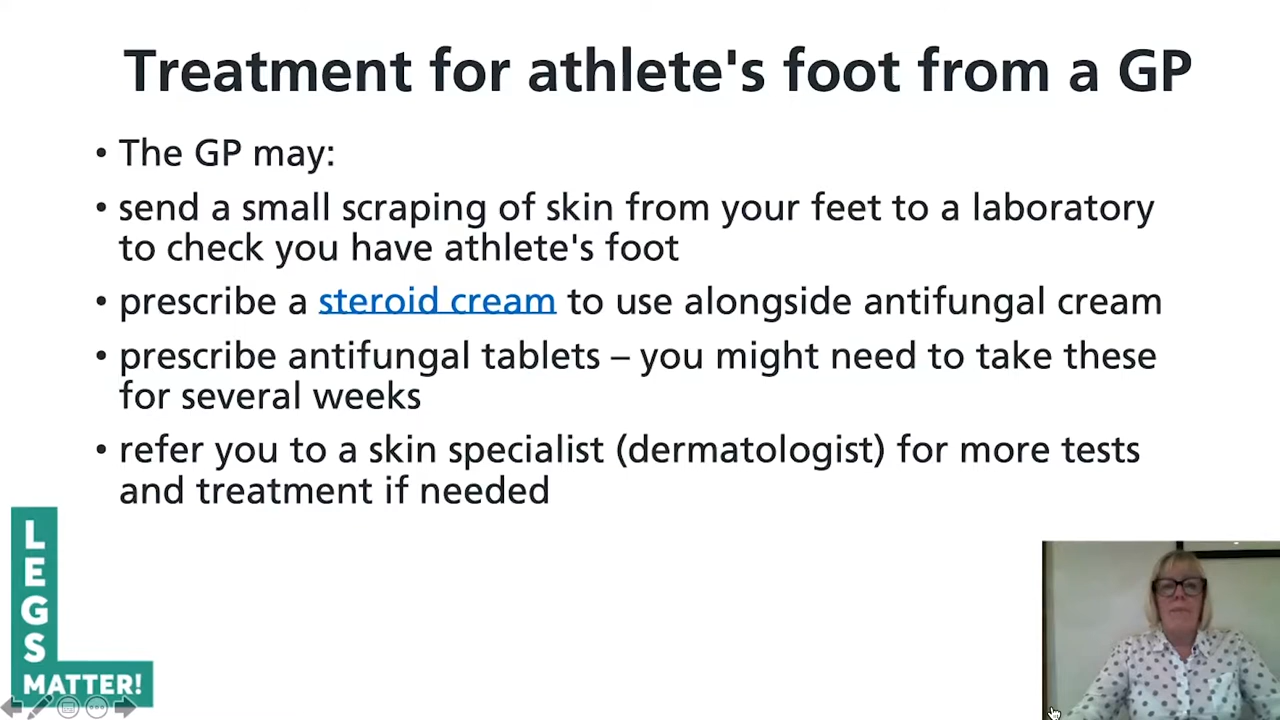 Treatment for athlete's foot from a GP
• The GP may:
• send a small scraping of skin from your feet to a laboratory
to check you have athlete's foot
• prescribe a steroid cream to use alongside antifungal cream
• prescribe antifungal tablets – you might need to take these
for several weeks
• refer you to a skin specialist (dermatologist) for more tests
and treatment if needed
LEGS
MATTER!